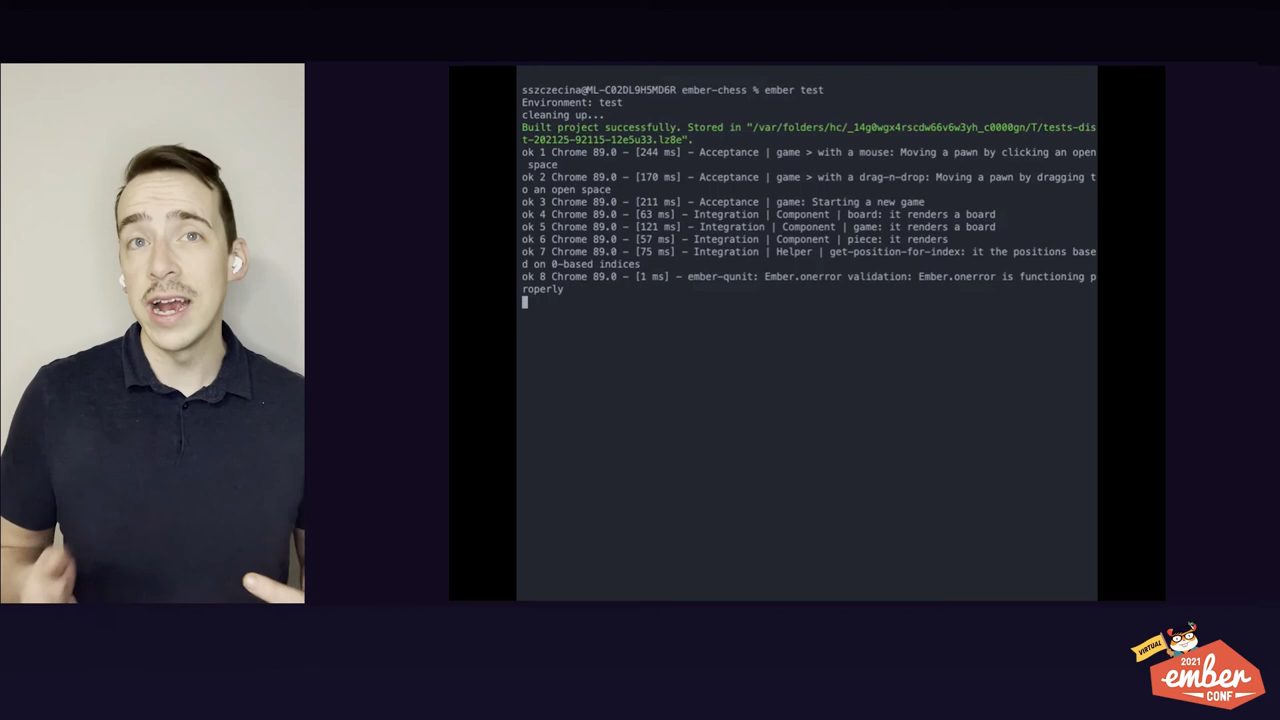 sszczecina@ML-C02DL9H5MD6R ember-chess % ember test
Environment: test
cleaning up...
Built project successfully. Stored in "/var/folders/hc/_14g0wgx4rscdw66v6w3yh_c0000gn/T/tests-dis
t-202125-92115-12e5u33.lz8e".
ok 1 Chrome 89.0 - [244 ms] - Acceptance | game > with a mouse: Moving a pawn by clicking an open
 space
ok 2 Chrome 89.0 - [170 ms] - Acceptance | game > with a drag-n-drop: Moving a pawn by dragging t
o an open space
ok 3 Chrome 89.0 - [211 ms] - Acceptance | game: Starting a new game
ok 4 Chrome 89.0 - [63 ms] - Integration | Component | board: it renders a board
ok 5 Chrome 89.0 - [121 ms] - Integration | Component | game: it renders a board
ok 6 Chrome 89.0 - [57 ms] - Integration | Component | piece: it renders
ok 7 Chrome 89.0 - [75 ms] - Integration | Helper | get-position-for-index: it the positions base
d on 0-based indices
ok 8 Chrome 89.0 - [1 ms] - ember-qunit: Ember.onerror validation: Ember.onerror is functioning p
roperly
VIRTUAL
2021
ember
CONF